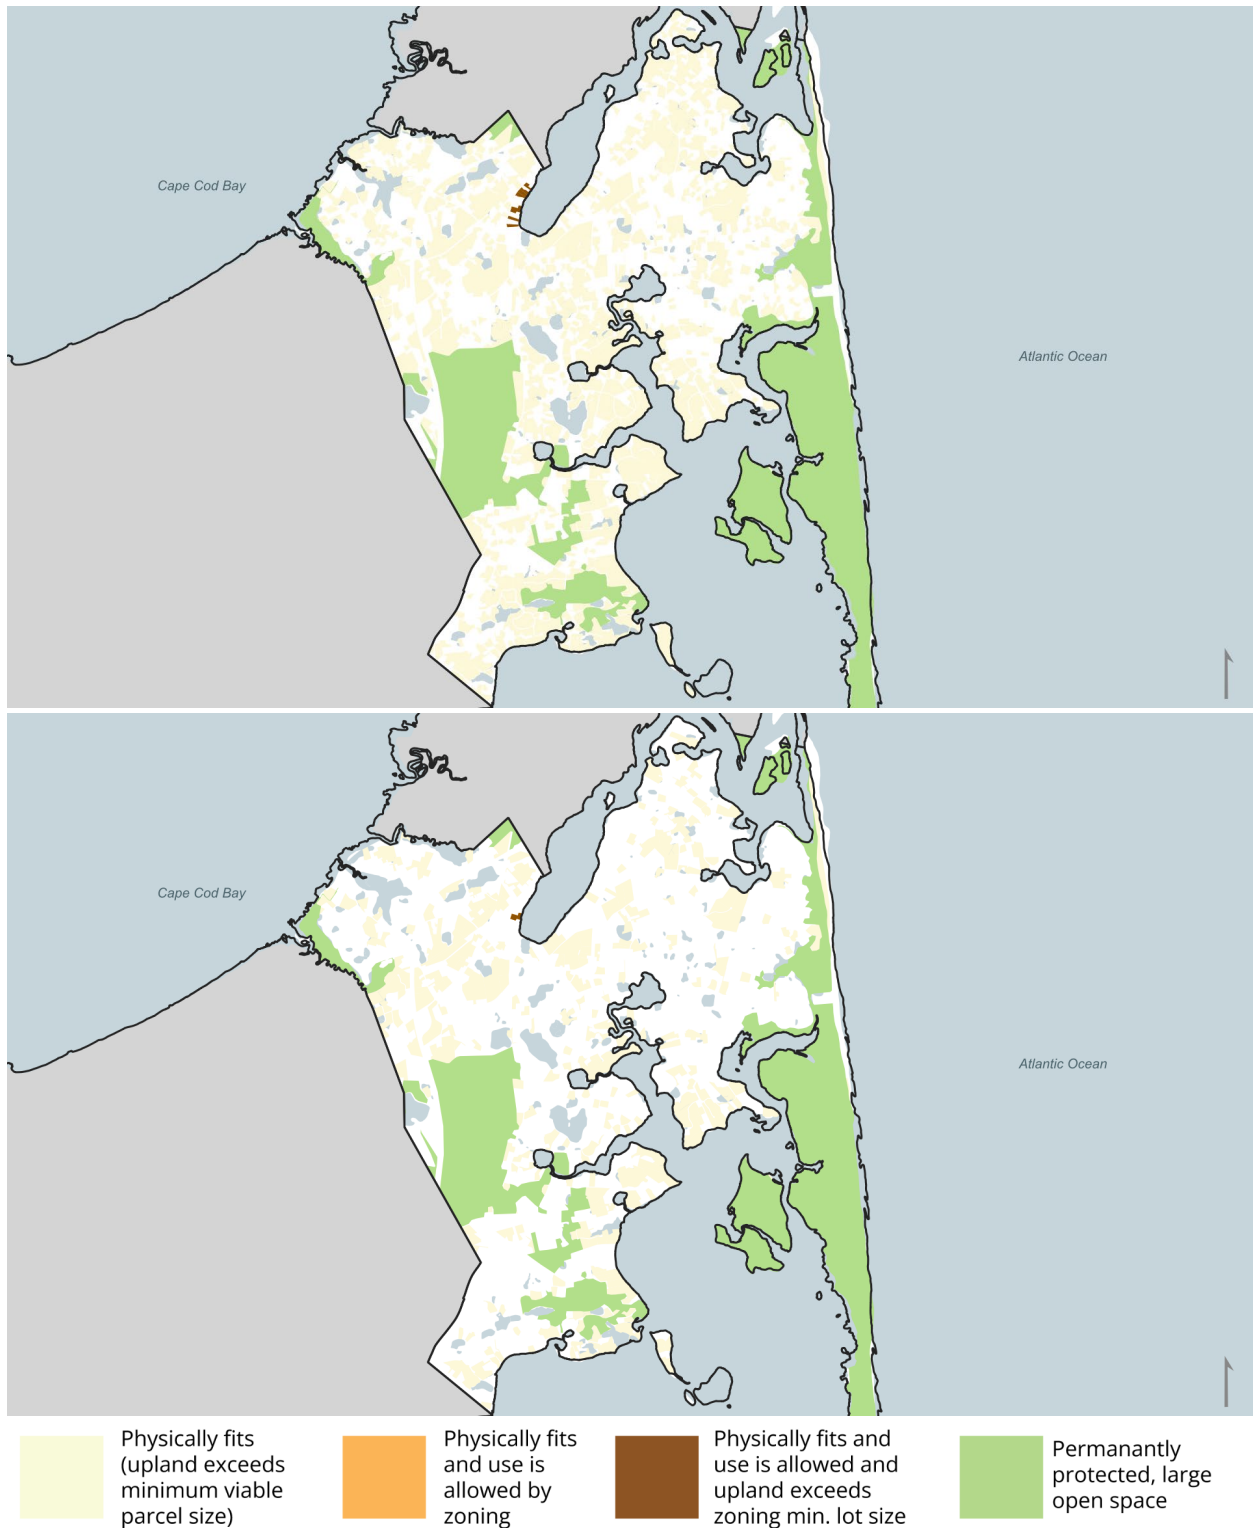 Cape Cod Bay
Atlantic Ocean
Cape Cod Bay
Atlantic Ocean
Physically fits
(upland exceeds
minimum viable
parcel size)
Physically fits
and use is
allowed by
zoning
Physically fits and
use is allowed and
upland exceeds
zoning min. lot size
Permanantly
protected, large
open space